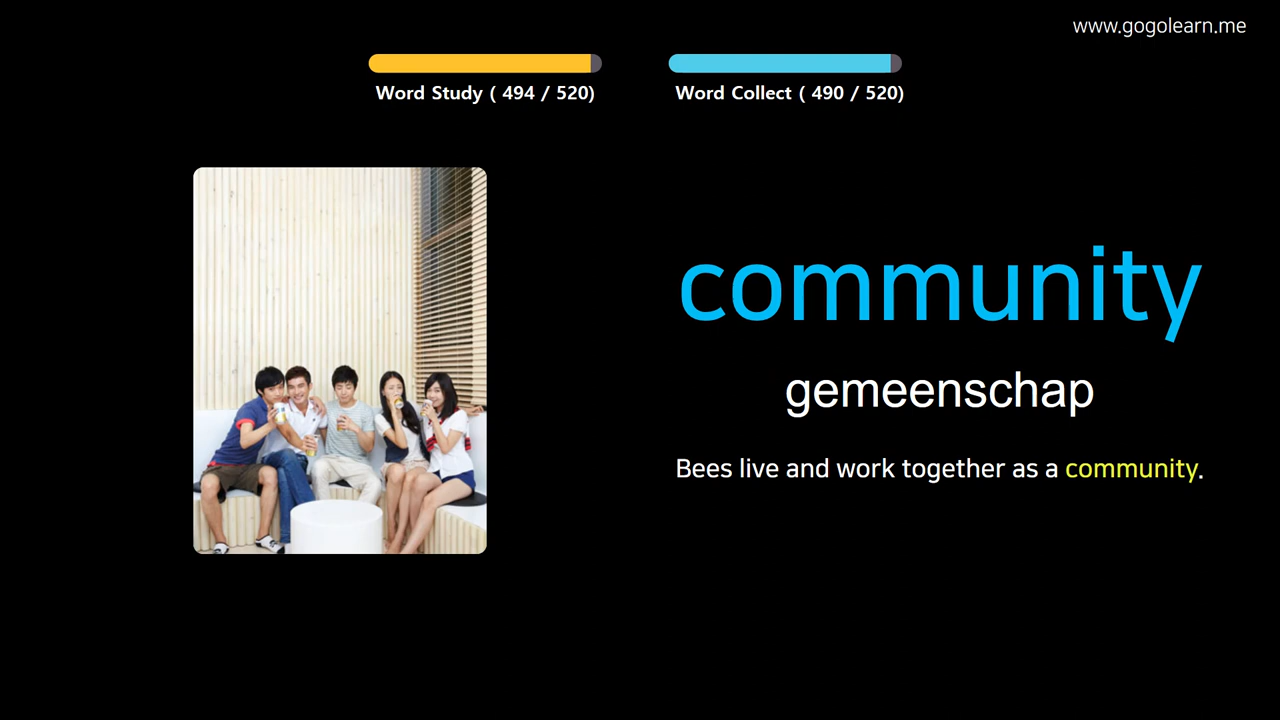 www.gogolearn.me
Word Study ( 494 / 520)
Word Collect ( 490 / 520)
community
gemeenschap
Bees live and work together as a community.